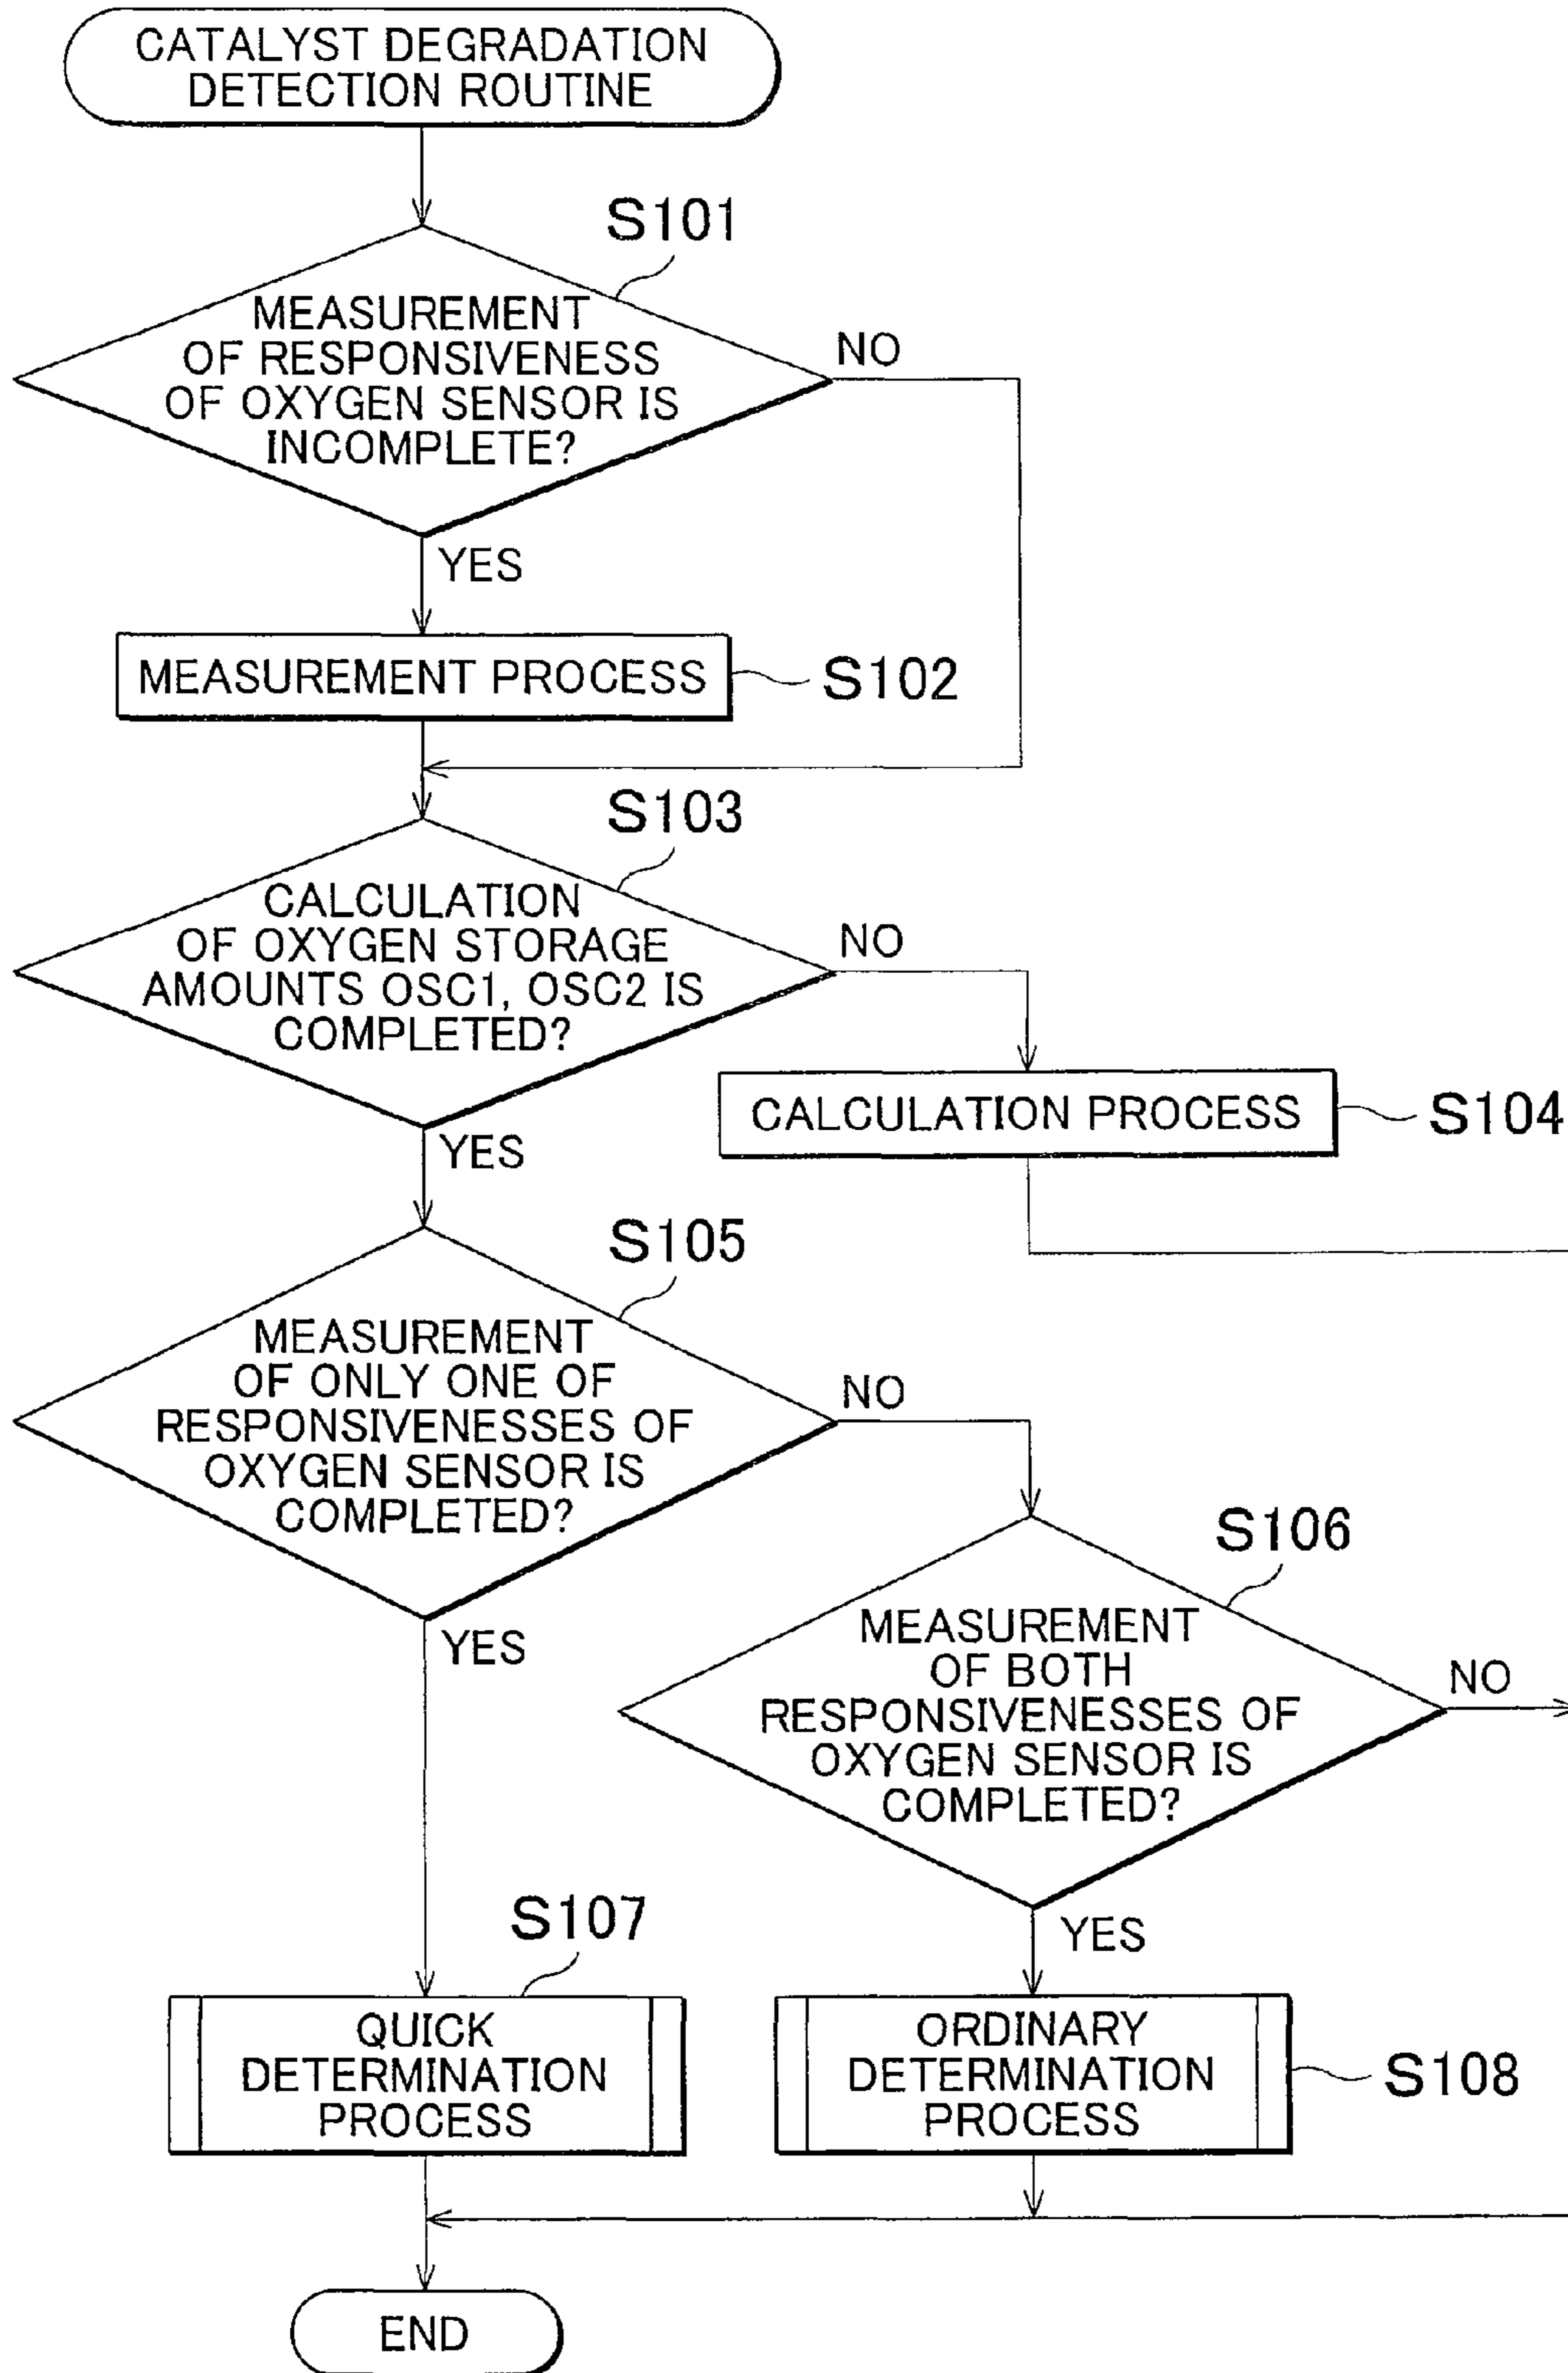 CATALYST DEGRADATION
DETECTION ROUTINE
S101
MEASUREMENT
OF RESPONSIVENESS
OF OXYGEN SENSOR IS
INCOMPLETE?
NO
YES
MEASUREMENT PROCESS
S102
S103
CALCULATION
OF OXYGEN STORAGE
AMOUNTS OSC1, OSC2 IS
COMPLETED?
NO
YES
CALCULATION PROCESS
S104
S105
MEASUREMENT
OF ONLY ONE OF
RESPONSIVENESSES OF
OXYGEN SENSOR IS
COMPLETED?
NO
YES
S106
MEASUREMENT
OF BOTH
RESPONSIVENESSES OF
OXYGEN SENSOR IS
COMPLETED?
NO
YES
S107
QUICK
DETERMINATION
PROCESS
ORDINARY
DETERMINATION
PROCESS
S108
END